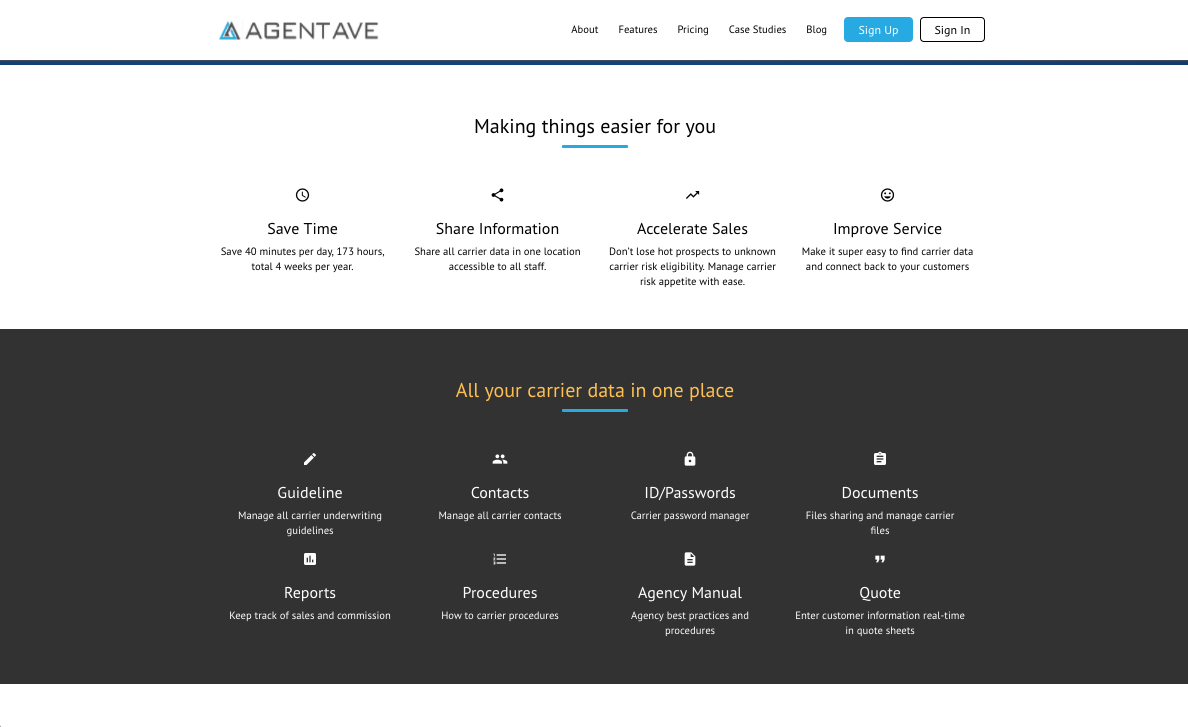 AGENTAVE
About Features Pricing Case Studies Blog Sign Up Sign In
Making things easier for you
Save Time
Save 40 minutes per day, 173 hours,
total 4 weeks per year.
Share Information
Share all carrier data in one location
accessible to all staff.
Accelerate Sales
Don't lose hot prospects to unknown
carrier risk eligibility. Manage carrier
risk appetite with ease.
Improve Service
Make it super easy to find carrier data
and connect back to your customers
All your carrier data in one place
Guideline
Manage all carrier underwriting
guidelines
Contacts
Manage all carrier contacts
ID/Passwords
Carrier password manager
Documents
Files sharing and manage carrier
files
Reports
Keep track of sales and commission
Procedures
How to carrier procedures
Agency Manual
Agency best practices and
procedures
Quote
Enter customer information real-time
in quote sheets